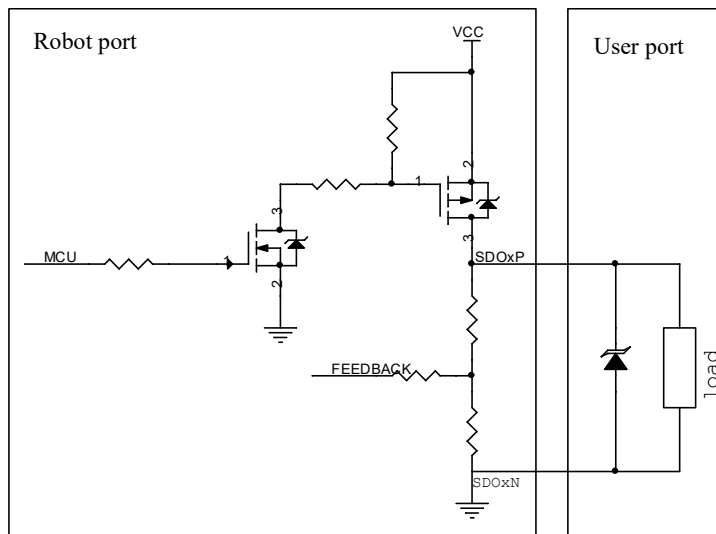 Robot port
User port
VCC
2
1
3
3
SDOxP
MCU
1
2
FEEDBACK
load
SDOxN